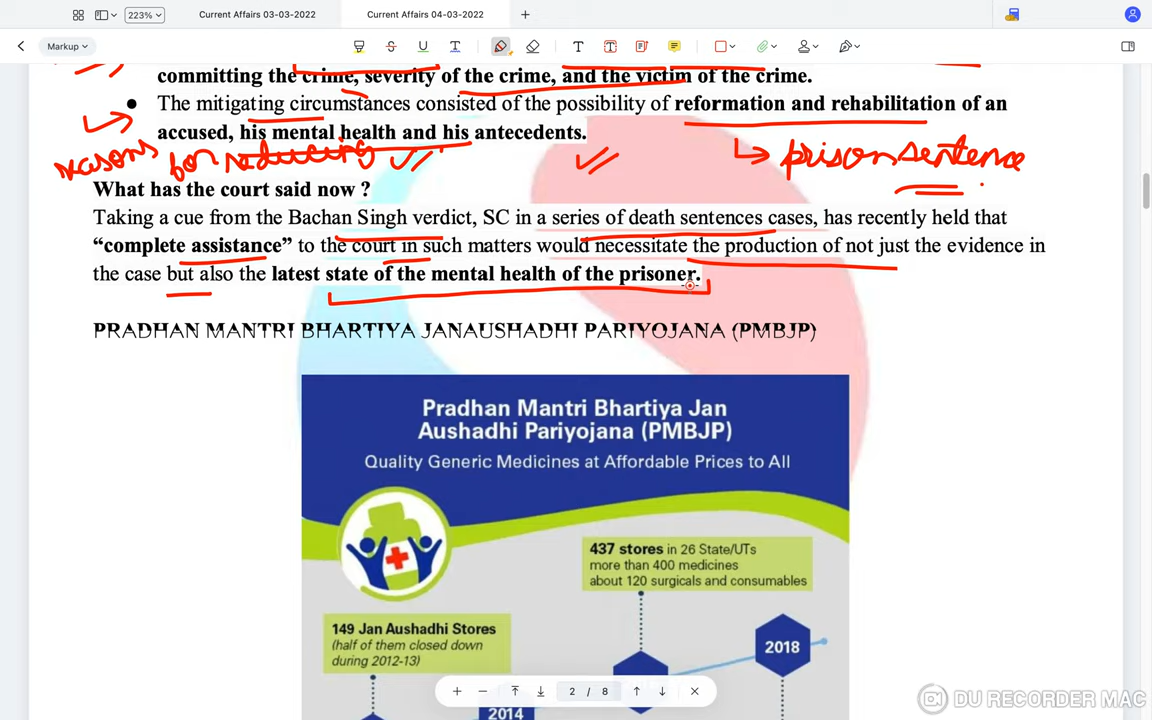 223%
Current Affairs 03-03-2022
Current Affairs 04-03-2022
Markup
committing the crime, severity of the crime, and the victim of the crime.
● The mitigating circumstances consisted of the possibility of reformation and rehabilitation of an
accused, his mental health and his antecedents.
reasons for reducing
prison sentence
What has the court said now ?
Taking a cue from the Bachan Singh verdict, SC in a series of death sentences cases, has recently held that
“complete assistance” to the court in such matters would necessitate the production of not just the evidence in
the case but also the latest state of the mental health of the prisoner.
PRADHAN MANTRI BHARTIYA JANAUSHADHI PARIYOJANA (PMBJP)
Pradhan Mantri Bhartiya Jan
Aushadhi Pariyojana (PMBJP)
Quality Generic Medicines at Affordable Prices to All
437 stores in 26 State/UTs
more than 400 medicines
about 120 surgicals and consumables
149 Jan Aushadhi Stores
(half of them closed down
during 2012-13)
2018
2014
2 / 8
DU RECORDER MAC